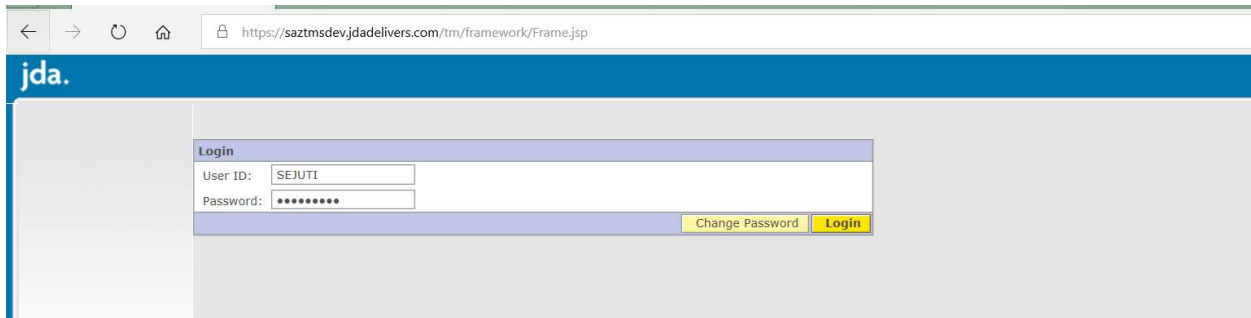 https://saztmsdev.jdadelivers.com/tm/framework/Frame.jsp
jda.
Login
User ID: SEJUTI
Password: •••••••••
Change Password Login